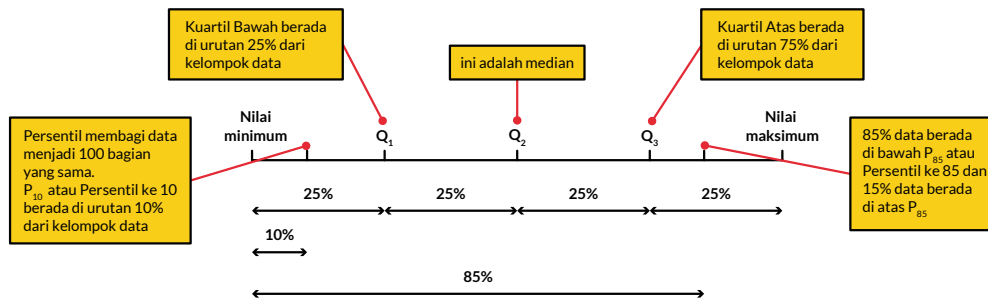 Kuartil Bawah berada
di urutan 25% dari
kelompok data
ini adalah median
Kuartil Atas berada
di urutan 75% dari
kelompok data
Persentil membagi data
menjadi 100 bagian
yang sama.
P₁₀ atau Persentil ke 10
berada di urutan 10%
dari kelompok data
Nilai
minimum
Q₁
Q₂
Q₃
Nilai
maksimum
85% data berada
di bawah P₈₅ atau
Persentil ke 85 dan
15% data berada
di atas P₈₅
25% 25% 25% 25%
10%
85%